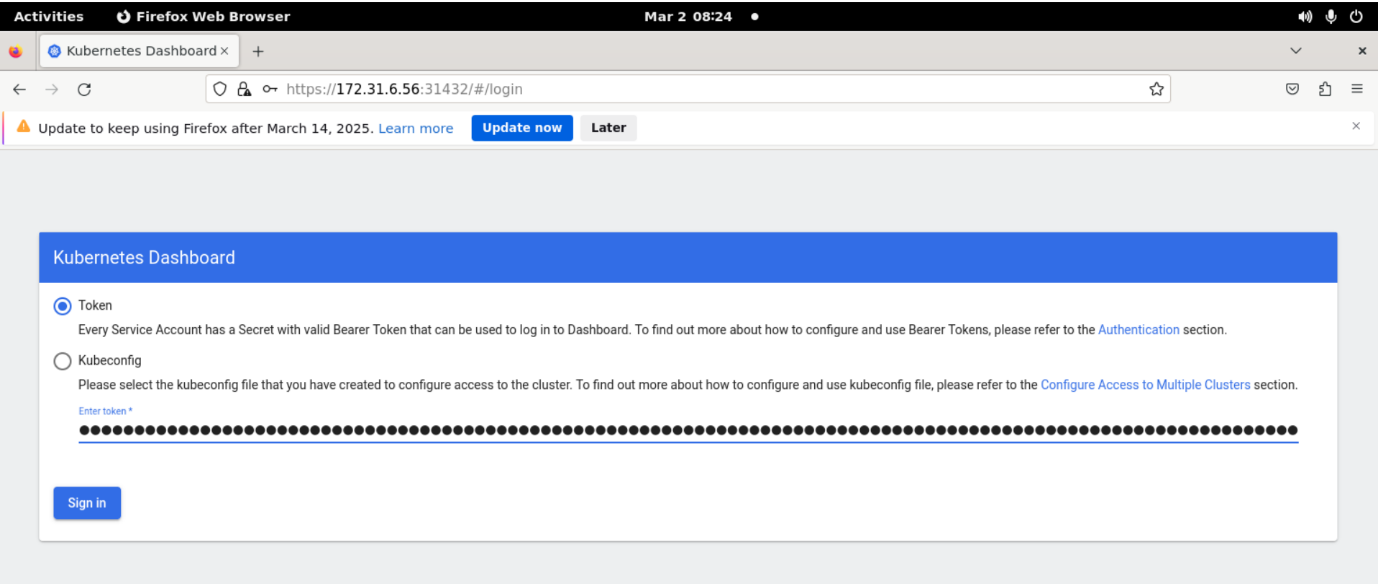 Activities Firefox Web Browser Mar 2 08:24
Kubernetes Dashboard × +
https://172.31.6.56:31432/#/login
Update to keep using Firefox after March 14, 2025. Learn more Update now Later
Kubernetes Dashboard
Token
Every Service Account has a Secret with valid Bearer Token that can be used to log in to Dashboard. To find out more about how to configure and use Bearer Tokens, please refer to the Authentication section.
Kubeconfig
Please select the kubeconfig file that you have created to configure access to the cluster. To find out more about how to configure and use kubeconfig file, please refer to the Configure Access to Multiple Clusters section.
Enter token *
Sign in